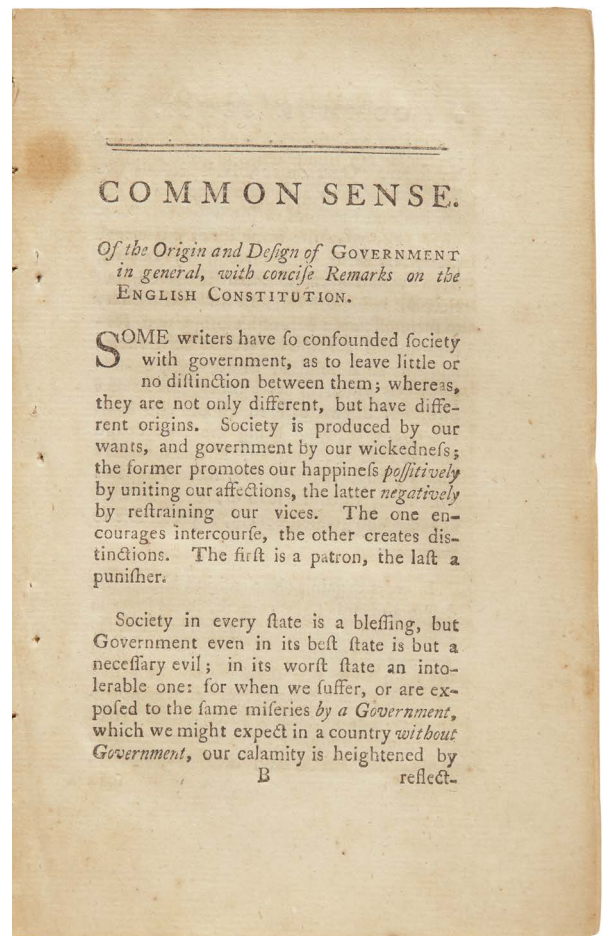 COMMON SENSE.
Of the Origin and Deſign of GOVERNMENT
in general, with conciſe Remarks on the
ENGLISH CONSTITUTION.
SOME writers have ſo confounded ſociety
with government, as to leave little or
no diſtinction between them; whereas,
they are not only different, but have diffe-
rent origins. Society is produced by our
wants, and government by our wickedneſs;
the former promotes our happineſs poſſitively
by uniting our affections, the latter negatively
by reſtraining our vices. The one en-
courages intercourſe, the other creates diſ-
tinctions. The firſt is a patron, the laſt a
puniſher.
Society in every ſtate is a bleſſing, but
Government even in its beſt ſtate is but a
neceſſary evil; in its worſt ſtate an into-
lerable one: for when we ſuffer, or are ex-
poſed to the ſame miſeries by a Government,
which we might expect in a country without
Government, our calamity is heightened by
B reflect-